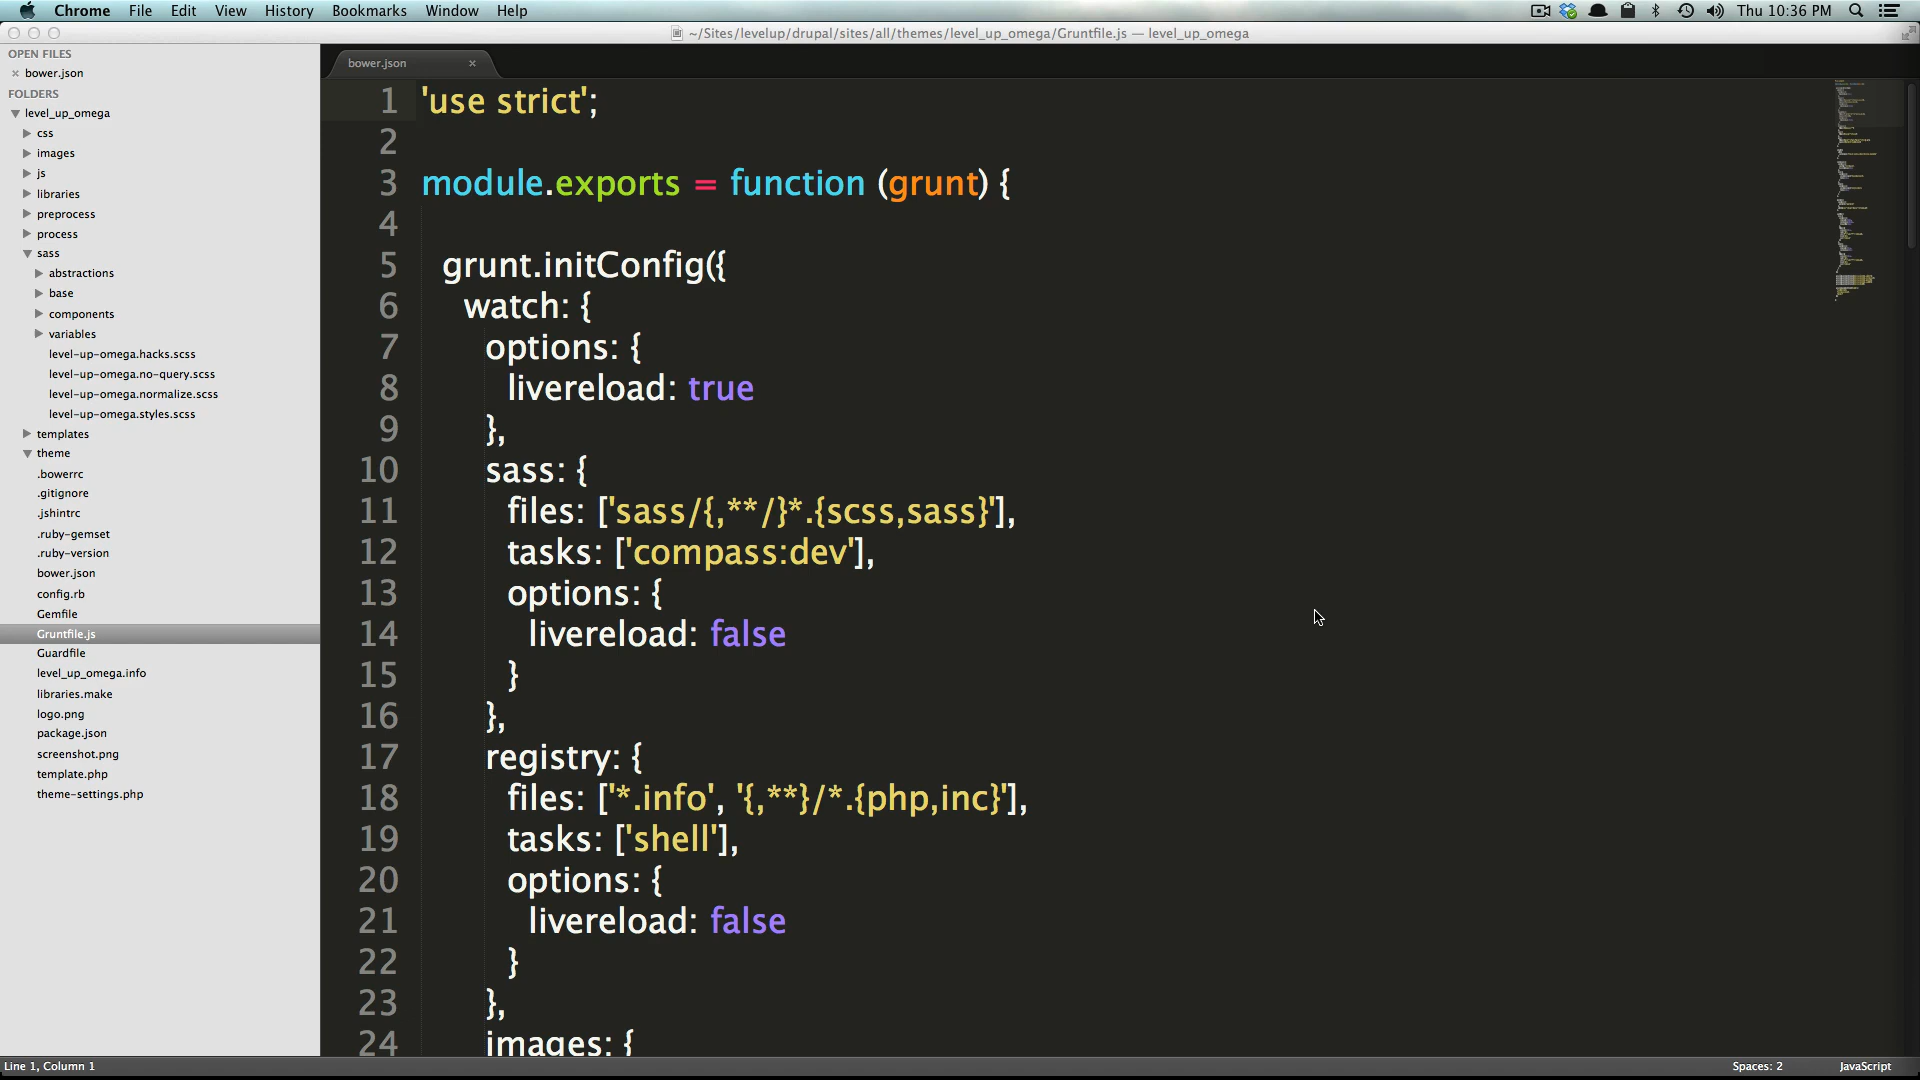 Chrome File Edit View History Bookmarks Window Help Thu 10:36 PM
~/Sites/levelup/drupal/sites/all/themes/level_up_omega/Gruntfile.js — level_up_omega
OPEN FILES
bower.json
FOLDERS
level_up_omega
css
images
js
libraries
preprocess
process
sass
abstractions
base
components
variables
level-up-omega.hacks.scss
level-up-omega.no-query.scss
level-up-omega.normalize.scss
level-up-omega.styles.scss
templates
theme
.bowerrc
.gitignore
.jshintrc
.ruby-gemset
.ruby-version
bower.json
config.rb
Gemfile
Gruntfile.js
Guardfile
level_up_omega.info
libraries.make
logo.png
package.json
screenshot.png
template.php
theme-settings.php
bower.json
1 'use strict';
2
3 module.exports = function (grunt) {
4
5 grunt.initConfig({
6 watch: {
7 options: {
8 livereload: true
9 },
10 sass: {
11 files: ['sass/{,**/}*.{scss,sass}'],
12 tasks: ['compass:dev'],
13 options: {
14 livereload: false
15 }
16 },
17 registry: {
18 files: ['*.info', '{,**}/*.{php,inc}'],
19 tasks: ['shell'],
20 options: {
21 livereload: false
22 }
23 },
24 images: {
Line 1, Column 1 Spaces: 2 JavaScript